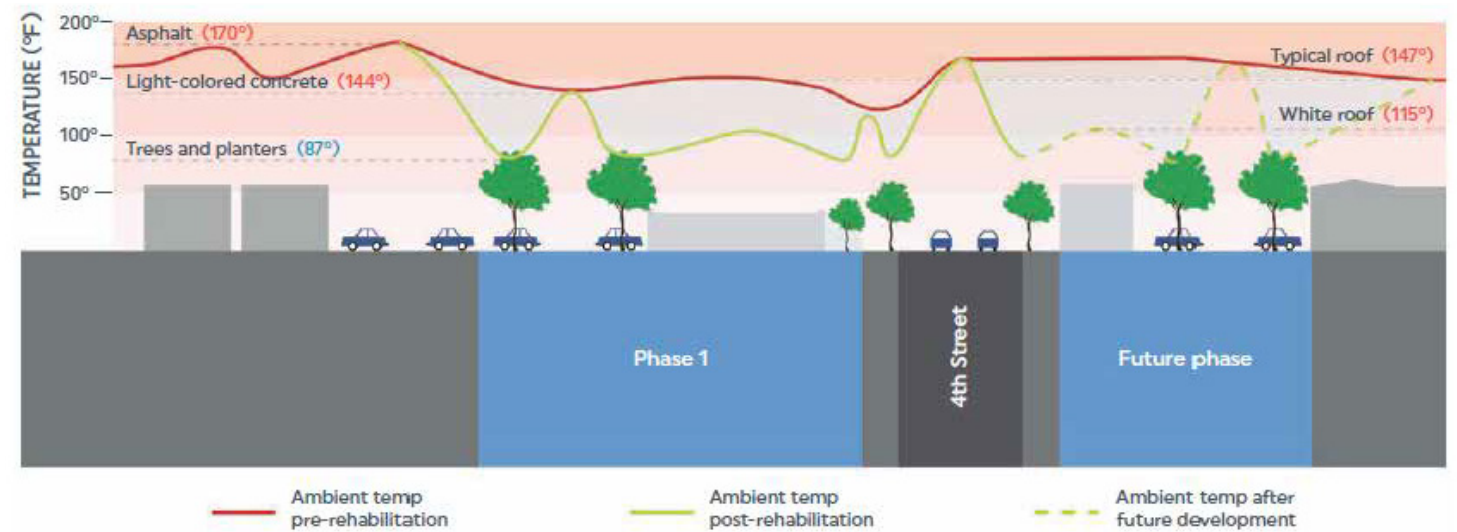 TEMPERATURE (°F)
200°
150°
100°
50°
Asphalt (170°)
Light-colored concrete (144°)
Trees and planters (87°)
Typical roof (147°)
White roof (115°)
Phase 1
4th Street
Future phase
Ambient temp
pre-rehabilitation
Ambient temp
post-rehabilitation
Ambient temp after
future development